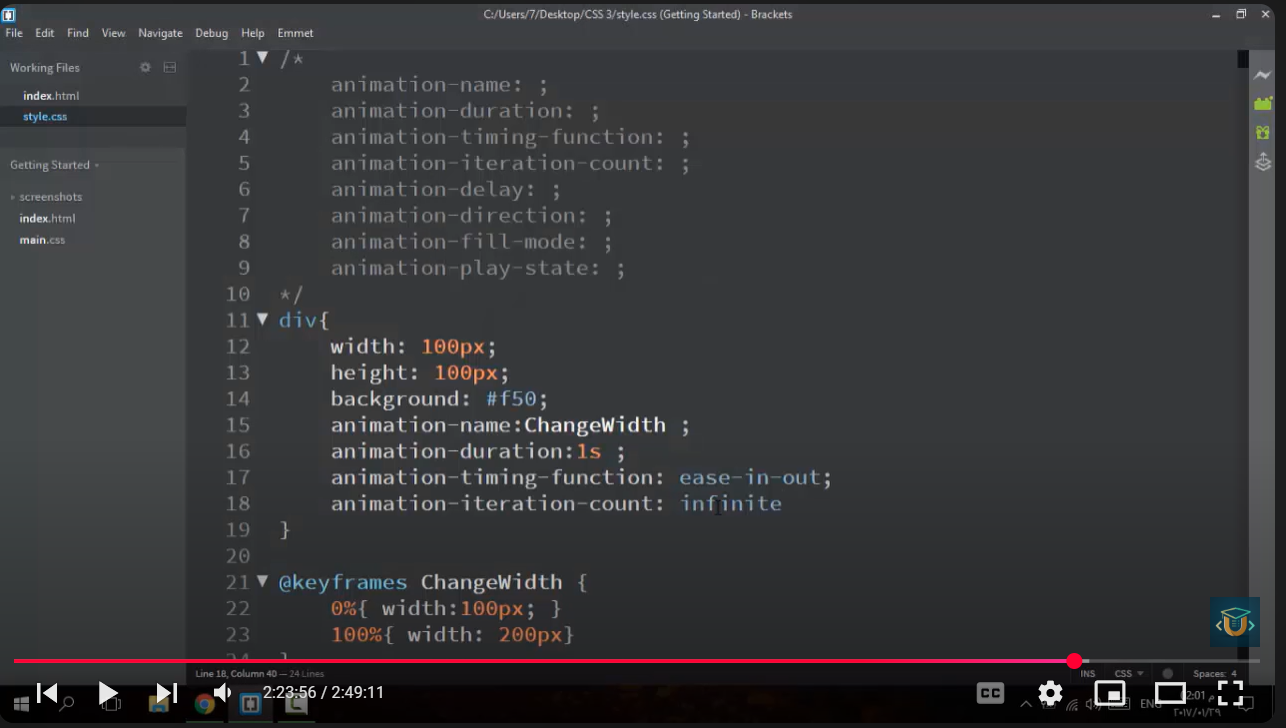 C:/Users/7/Desktop/CSS 3/style.css (Getting Started) - Brackets
File Edit Find View Navigate Debug Help Emmet
Working Files
index.html
style.css
Getting Started
screenshots
index.html
main.css
1 /*
2 animation-name: ;
3 animation-duration: ;
4 animation-timing-function: ;
5 animation-iteration-count: ;
6 animation-delay: ;
7 animation-direction: ;
8 animation-fill-mode: ;
9 animation-play-state: ;
10 */
11 div{
12 width: 100px;
13 height: 100px;
14 background: #f50;
15 animation-name:ChangeWidth ;
16 animation-duration:1s ;
17 animation-timing-function: ease-in-out;
18 animation-iteration-count: infinite
19 }
20
21 @keyframes ChangeWidth {
22 0%{ width:100px; }
23 100%{ width: 200px}
24 }
Line 18, Column 40 — 24 Lines
INS CSS Spaces: 4
2:23:56 / 2:49:11
CC
ENG
02:01 م